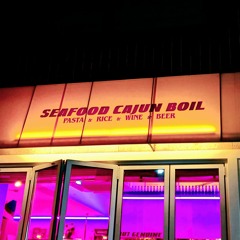 SEAFOOD CAJUN BOIL
PASTA & RICE & WINE & BEER